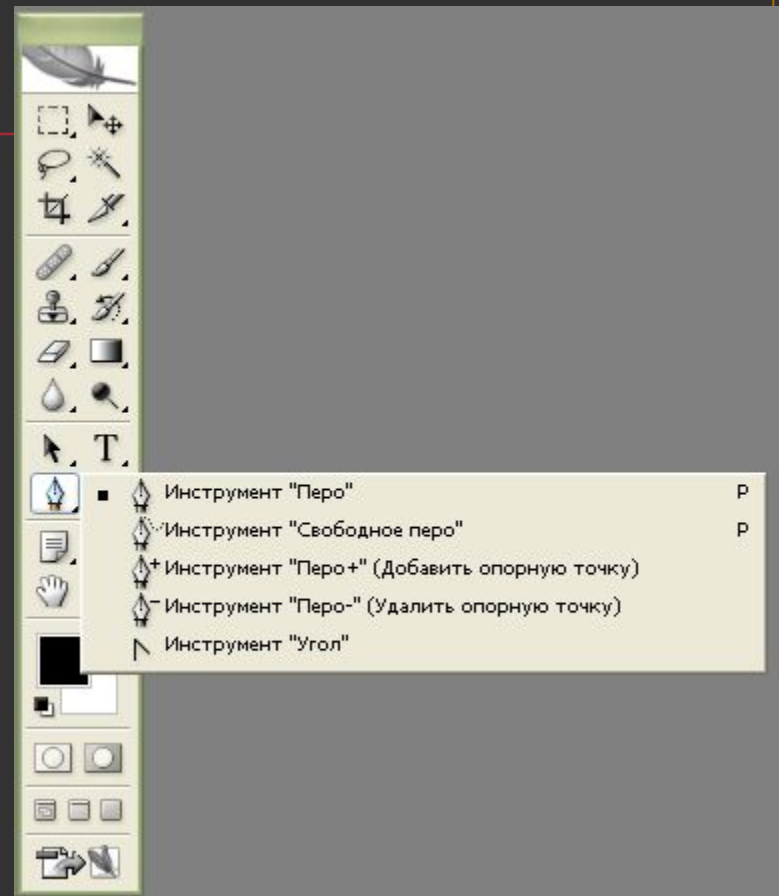 T
Инструмент "Перо" P
Инструмент "Свободное перо" P
Инструмент "Перо+" (Добавить опорную точку)
Инструмент "Перо-" (Удалить опорную точку)
Инструмент "Угол"